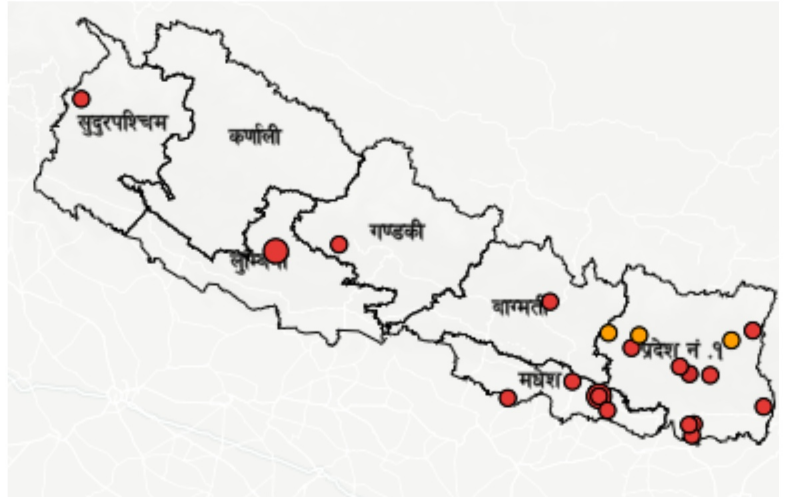 सुदुरपश्चिम
कर्णाली
गण्डकी
लुम्बिनी
बाग्मती
प्रदेश नं .१
मधेश